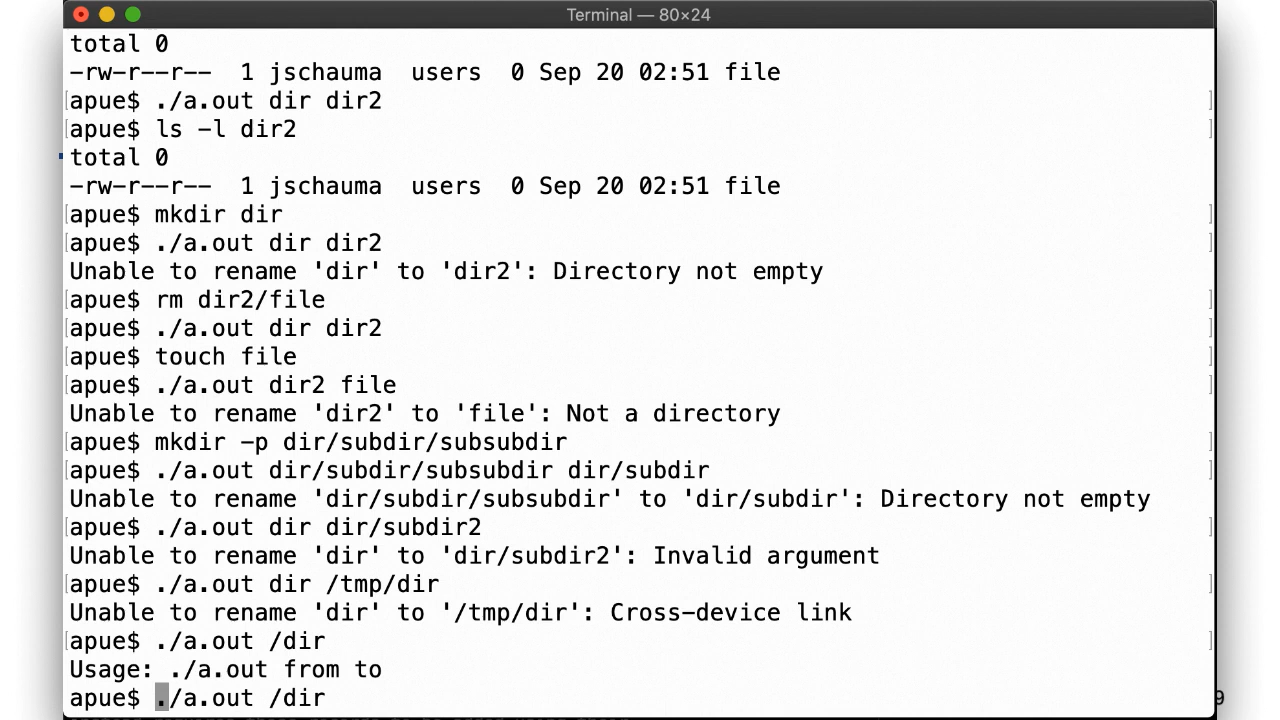 Terminal — 80×24
total 0
-rw-r--r--  1 jschauma  users  0 Sep 20 02:51 file
[apue$ ./a.out dir dir2 ]
[apue$ ls -l dir2 ]
total 0
-rw-r--r--  1 jschauma  users  0 Sep 20 02:51 file
[apue$ mkdir dir ]
[apue$ ./a.out dir dir2 ]
Unable to rename 'dir' to 'dir2': Directory not empty
[apue$ rm dir2/file ]
[apue$ ./a.out dir dir2 ]
[apue$ touch file ]
[apue$ ./a.out dir2 file ]
Unable to rename 'dir2' to 'file': Not a directory
[apue$ mkdir -p dir/subdir/subsubdir ]
[apue$ ./a.out dir/subdir/subsubdir dir/subdir ]
Unable to rename 'dir/subdir/subsubdir' to 'dir/subdir': Directory not empty
[apue$ ./a.out dir dir/subdir2 ]
Unable to rename 'dir' to 'dir/subdir2': Invalid argument
[apue$ ./a.out dir /tmp/dir ]
Unable to rename 'dir' to '/tmp/dir': Cross-device link
[apue$ ./a.out /dir ]
Usage: ./a.out from to
apue$ ./a.out /dir
9